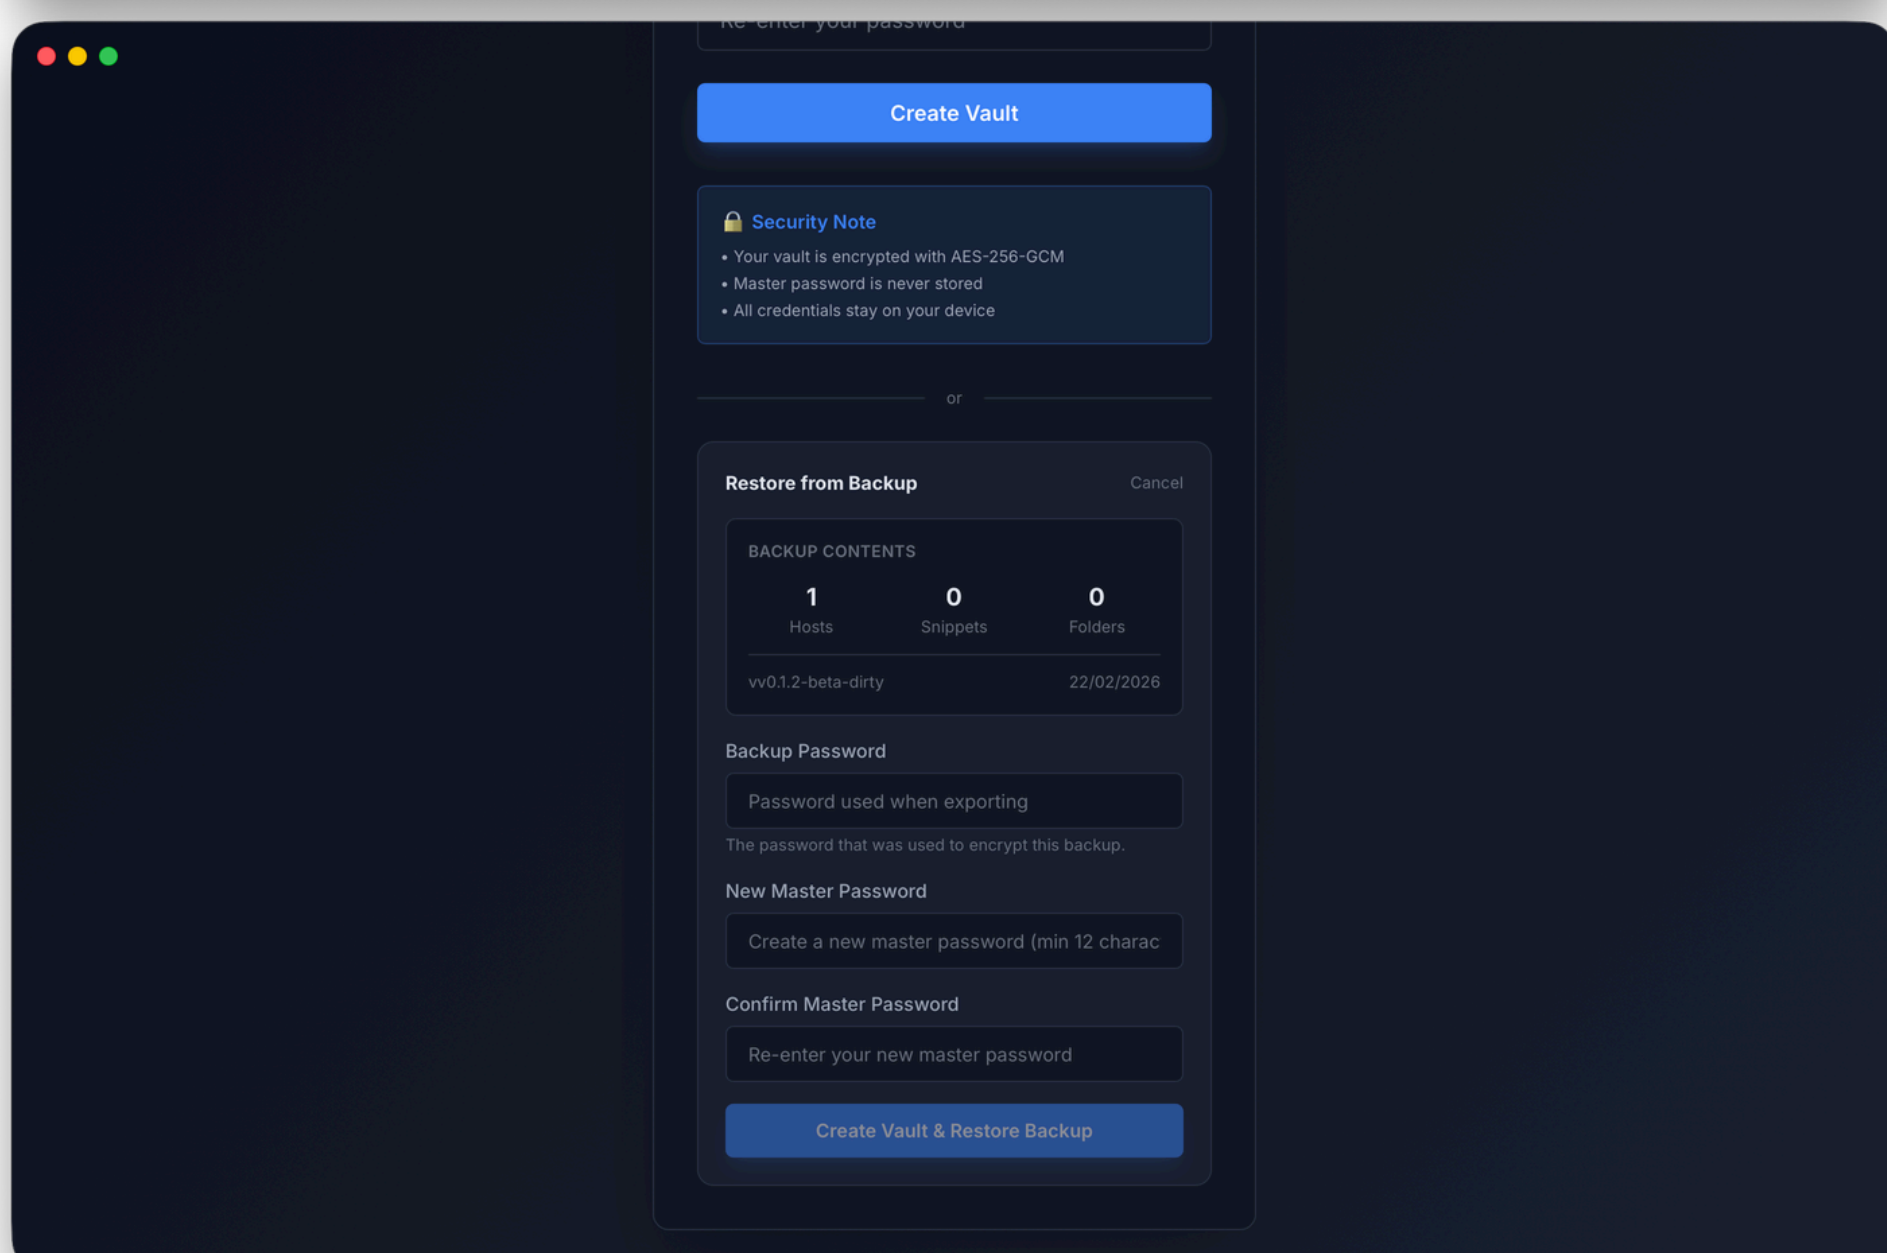 Re-enter your password
Create Vault
🔒 Security Note
• Your vault is encrypted with AES-256-GCM
• Master password is never stored
• All credentials stay on your device
or
Restore from Backup
Cancel
BACKUP CONTENTS
1 0 0
Hosts Snippets Folders
vv0.1.2-beta-dirty 22/02/2026
Backup Password
Password used when exporting
The password that was used to encrypt this backup.
New Master Password
Create a new master password (min 12 charac
Confirm Master Password
Re-enter your new master password
Create Vault & Restore Backup